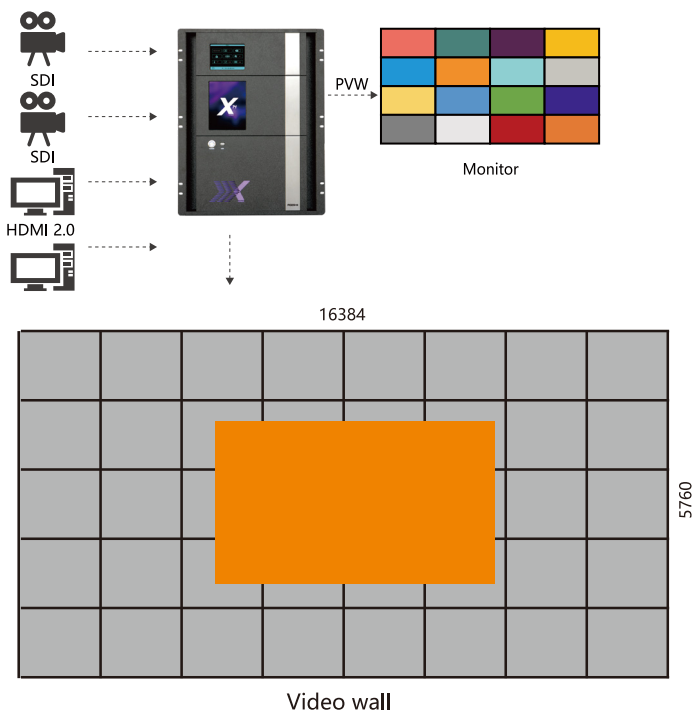 SDI
SDI
HDMI 2.0
PVW
X
X
Monitor
16384
5760
Video wall